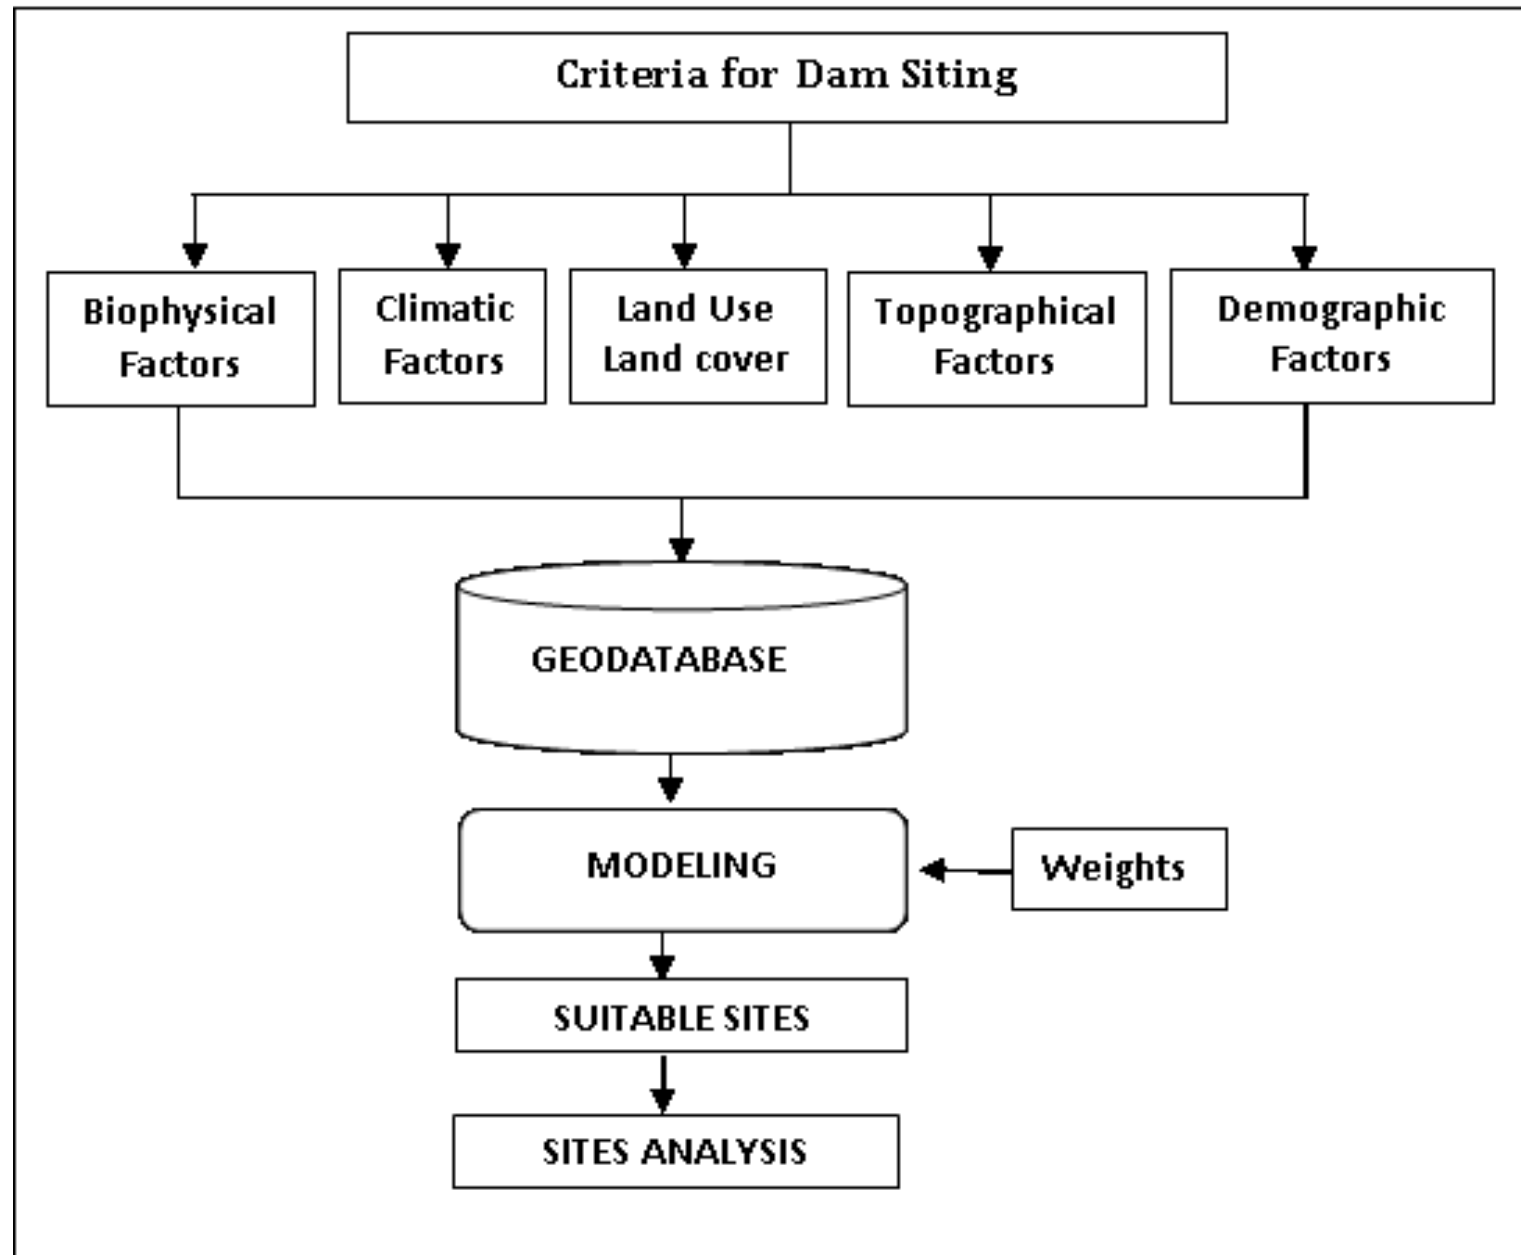 Criteria for Dam Siting
Biophysical
Factors
Climatic
Factors
Land Use
Land cover
Topographical
Factors
Demographic
Factors
GEODATABASE
MODELING
Weights
SUITABLE SITES
SITES ANALYSIS